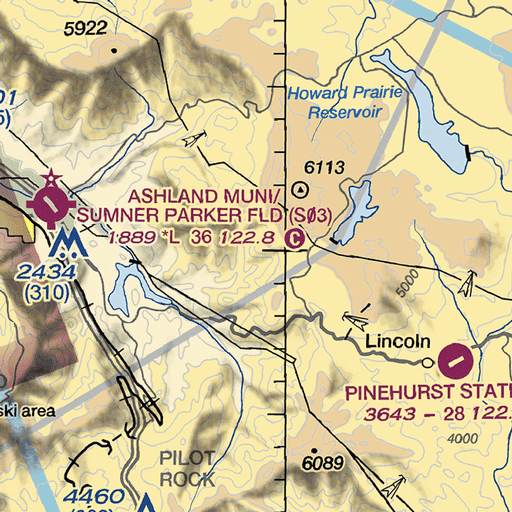 5922
Howard Prairie
Reservoir
6113
ASHLAND MUNI/
SUMNER PARKER FLD (SØ3)
1889 *L 36 122.8 C
2434
(310)
5000
Lincoln
PINEHURST STATE
3643 - 28 122.
4000
ski area
PILOT
ROCK
6089
4460